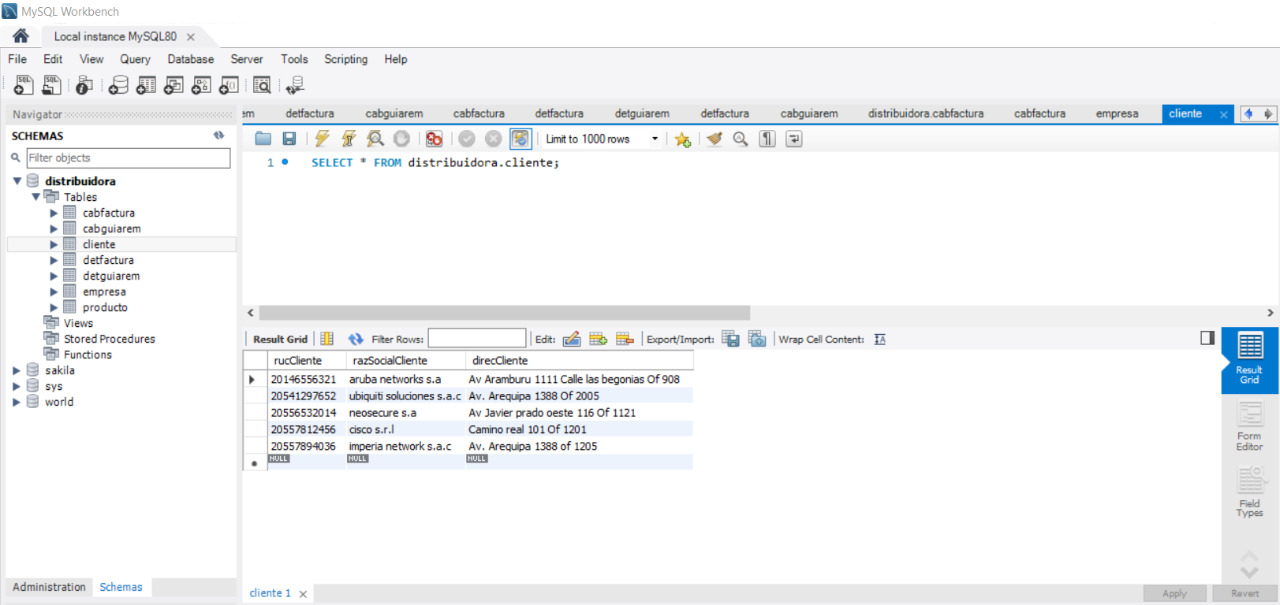 MySQL Workbench
Local instance MySQL80
File Edit View Query Database Server Tools Scripting Help
Navigator
SCHEMAS
Filter objects
distribuidora
Tables
cabfactura
cabguiarem
cliente
detfactura
detguiarem
empresa
producto
Views
Stored Procedures
Functions
sakila
sys
world
Administration Schemas
em detfactura cabguiarem cabfactura detfactura detguiarem detfactura cabguiarem distribuidora.cabfactura cabfactura empresa cliente
Limit to 1000 rows
1 SELECT * FROM distribuidora.cliente;
Result Grid Filter Rows: Edit: Export/Import: Wrap Cell Content:
rucCliente razSocialCliente direcCliente
20146556321 aruba networks s.a Av Aramburu 1111 Calle las begonias Of 908
20541297652 ubiquiti soluciones s.a.c Av. Arequipa 1388 Of 2005
20556532014 neosecure s.a Av Javier prado oeste 116 Of 1121
20557812456 cisco s.r.l Camino real 101 Of 1201
20557894036 imperia network s.a.c Av. Arequipa 1388 of 1205
NULL NULL NULL
Result
Grid
Form
Editor
Field
Types
cliente 1
Apply Revert